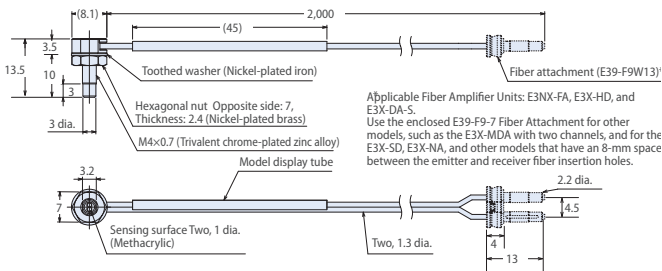 (8.1)
2,000
(45)
3.5
13.5
10
3
3 dia.
Toothed washer (Nickel-plated iron)
Hexagonal nut Opposite side: 7,
Thickness: 2.4 (Nickel-plated brass)
M4×0.7 (Trivalent chrome-plated zinc alloy)
Fiber attachment (E39-F9W13)*
Applicable Fiber Amplifier Units: E3NX-FA, E3X-HD, and
E3X-DA-S.
Use the enclosed E39-F9-7 Fiber Attachment for other
models, such as the E3X-MDA with two channels, and for the
E3X-SD, E3X-NA, and other models that have an 8-mm space
between the emitter and receiver fiber insertion holes.
3.2
7
Model display tube
2.2 dia.
4.5
Sensing surface Two, 1 dia.
(Methacrylic)
Two, 1.3 dia.
4
13